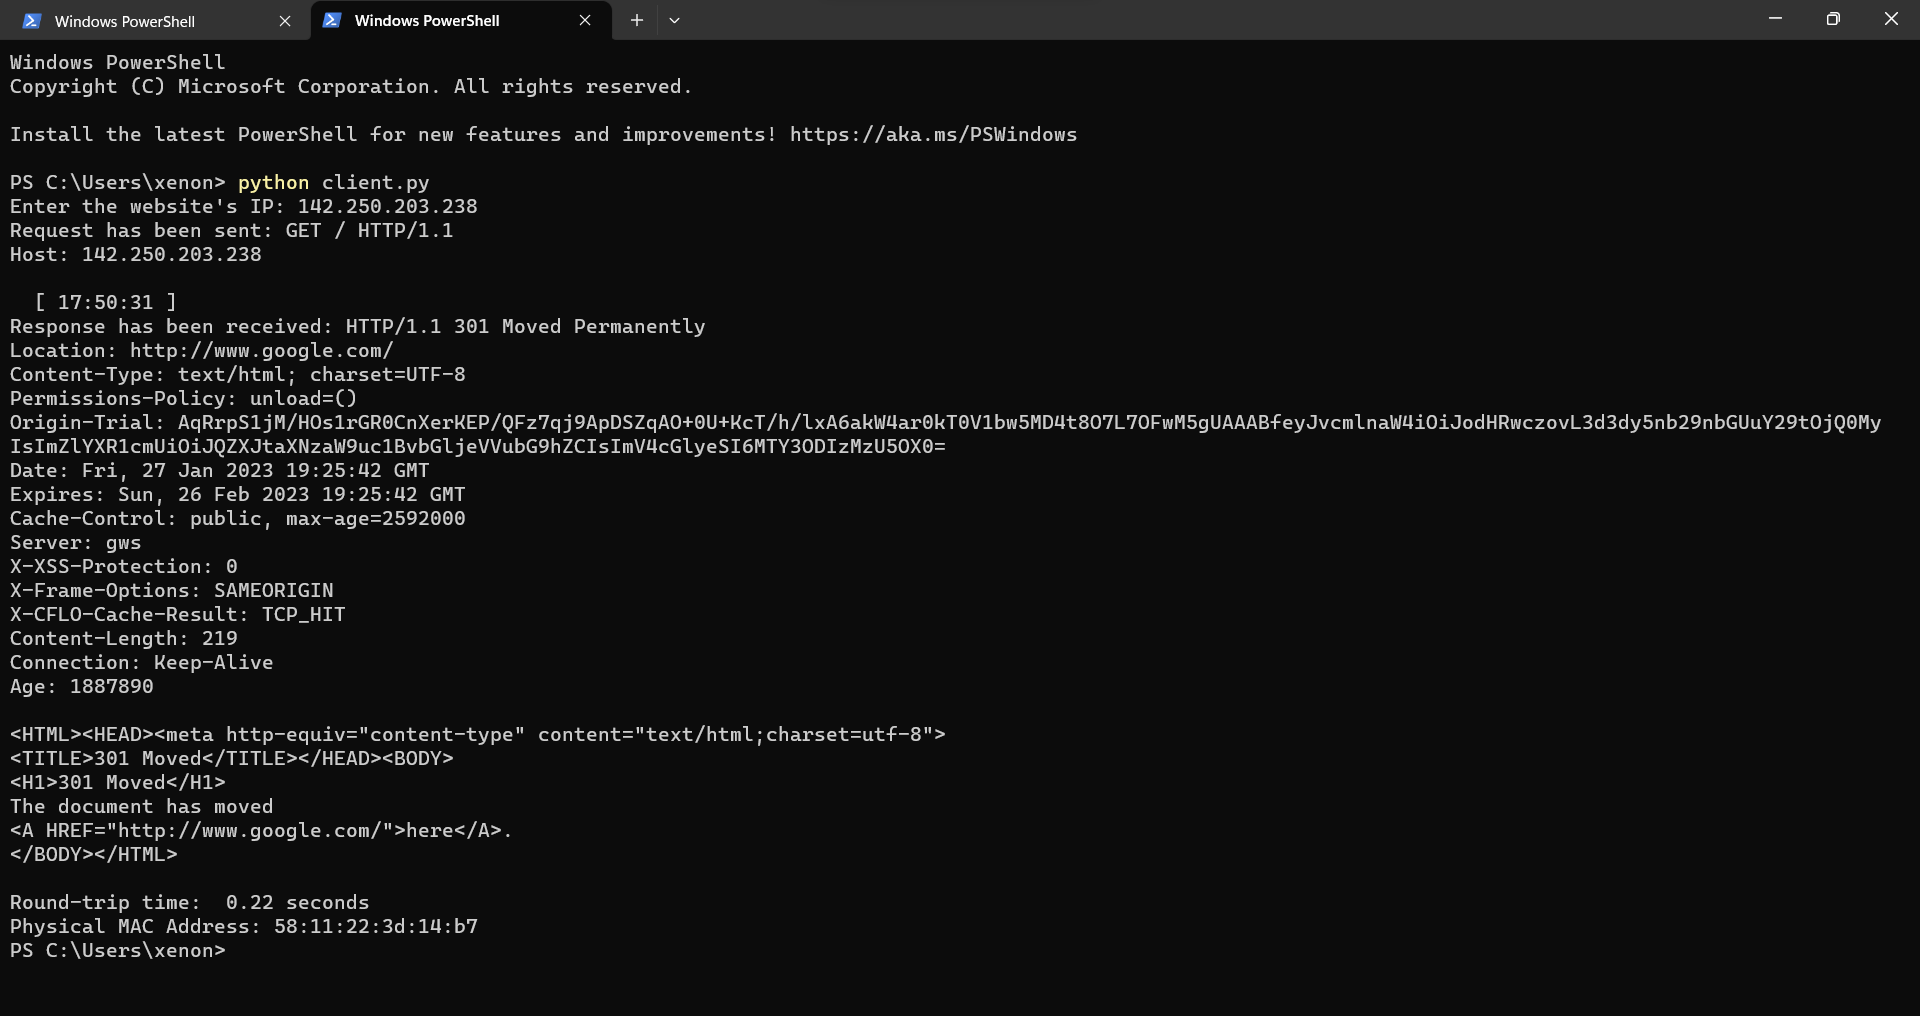 Windows PowerShell
Windows PowerShell
Windows PowerShell
Copyright (C) Microsoft Corporation. All rights reserved.
Install the latest PowerShell for new features and improvements! https://aka.ms/PSWindows
PS C:\Users\xenon> python client.py
Enter the website's IP: 142.250.203.238
Request has been sent: GET / HTTP/1.1
Host: 142.250.203.238
[ 17:50:31 ]
Response has been received: HTTP/1.1 301 Moved Permanently
Location: http://www.google.com/
Content-Type: text/html; charset=UTF-8
Permissions-Policy: unload=()
Origin-Trial: AqRrpS1jM/HOs1rGR0CnXerKEP/QFz7qj9ApDSZqAO+0U+KcT/h/lxA6akW4ar0kT0V1bw5MD4t8O7L7OFwM5gUAAABfeyJvcmlnaW4iOiJodHRwczovL3d3dy5nb29nbGUuY29tOjQ0My
IsImZlYXR1cmUiOiJQZXJtaXNzaW9uc1BvbGljeVVubG9hZCIsImV4cGlyeSI6MTY3ODIzMzU5OX0=
Date: Fri, 27 Jan 2023 19:25:42 GMT
Expires: Sun, 26 Feb 2023 19:25:42 GMT
Cache-Control: public, max-age=2592000
Server: gws
X-XSS-Protection: 0
X-Frame-Options: SAMEORIGIN
X-CFLO-Cache-Result: TCP_HIT
Content-Length: 219
Connection: Keep-Alive
Age: 1887890
<HTML><HEAD><meta http-equiv="content-type" content="text/html;charset=utf-8">
<TITLE>301 Moved</TITLE></HEAD><BODY>
<H1>301 Moved</H1>
The document has moved
<A HREF="http://www.google.com/">here</A>.
</BODY></HTML>
Round-trip time:  0.22 seconds
Physical MAC Address: 58:11:22:3d:14:b7
PS C:\Users\xenon>